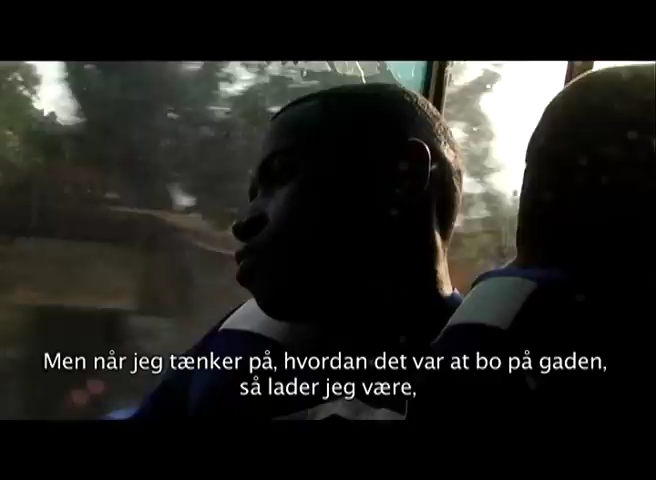 Men når jeg tænker på, hvordan det var at bo på gaden,
så lader jeg være,